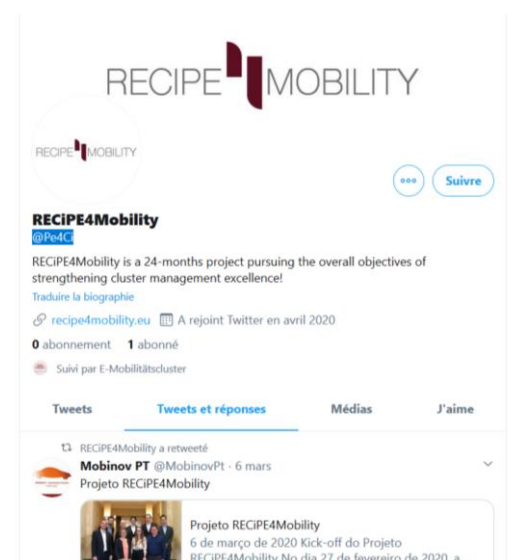 RECIPE MOBILITY
RECIPE MOBILITY
Suivre
RECiPE4Mobility
@Pe4Ci
RECiPE4Mobility is a 24-months project pursuing the overall objectives of
strengthening cluster management excellence!
Traduire la biographie
recipe4mobility.eu A rejoint Twitter en avril 2020
0 abonnement 1 abonné
Suivi par E-Mobilitätscluster
Tweets Tweets et réponses Médias J'aime
RECiPE4Mobility a retweeté
Mobinov PT @MobinovPt · 6 mars
Projeto RECiPE4Mobility
Projeto RECiPE4Mobility
6 de março de 2020 Kick-off do Projeto
RECiPE4Mobility No dia 27 de fevereiro de 2020, a